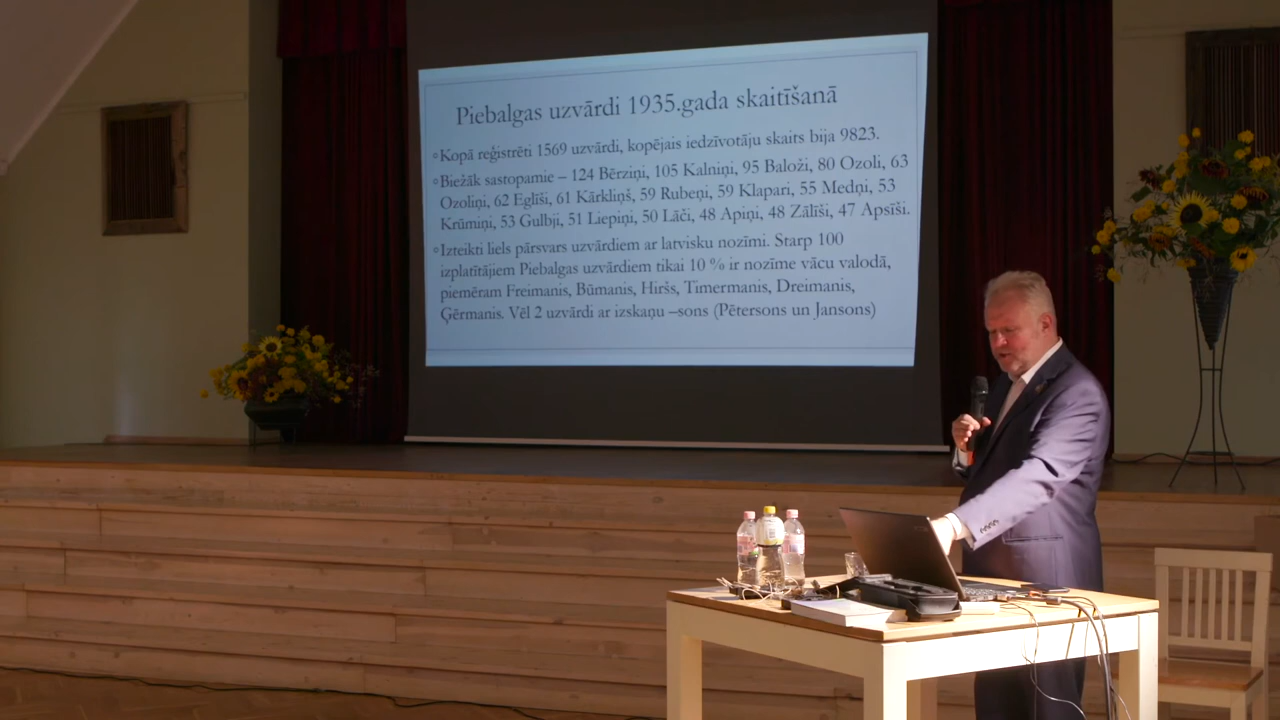 Piebalgas uzvārdi 1935.gada skaitīšanā
Kopā reģistrēti 1569 uzvārdi, kopējais iedzīvotāju skaits bija 9823.
Biežāk sastopamie – 124 Bērziņi, 105 Kalniņi, 95 Baloži, 80 Ozoli, 63
Ozoliņi, 62 Eglīši, 61 Kārkliņš, 59 Rubeņi, 59 Klapari, 55 Medņi, 53
Krūmiņi, 53 Gulbji, 51 Liepiņi, 50 Lāči, 48 Apiņi, 48 Zālīši, 47 Apsīši.
Izteikti liels pārsvars uzvārdiem ar latvisku nozīmi. Starp 100
izplatītājiem Piebalgas uzvārdiem tikai 10 % ir nozīme vācu valodā,
piemēram Freimanis, Būmanis, Hiršs, Timermanis, Dreimanis,
Ģērmanis. Vēl 2 uzvārdi ar izskaņu –sons (Pētersons un Jansons)